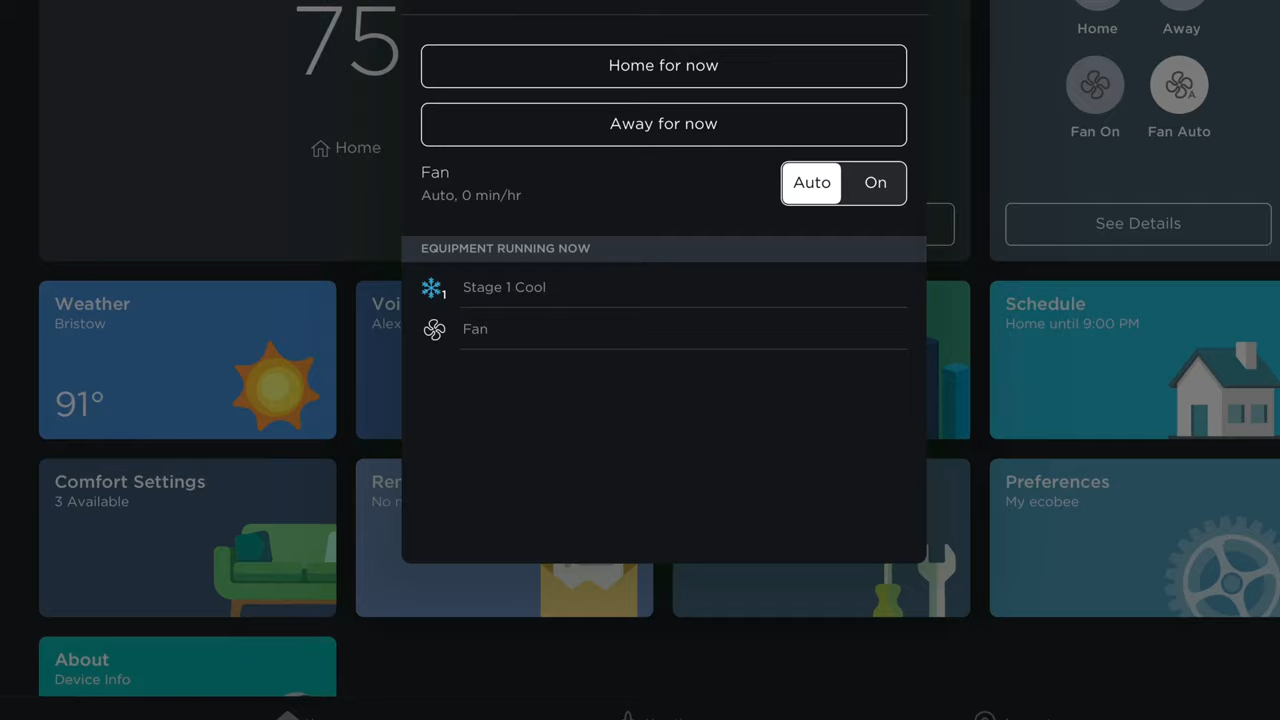 75
Home
Away
Home for now
Fan On
Fan Auto
A
Away for now
Home
Fan
Auto, 0 min/hr
Auto
On
See Details
EQUIPMENT RUNNING NOW
1
Stage 1 Cool
Fan
Weather
Bristow
91°
Schedule
Home until 9:00 PM
Comfort Settings
3 Available
Preferences
My ecobee
About
Device Info